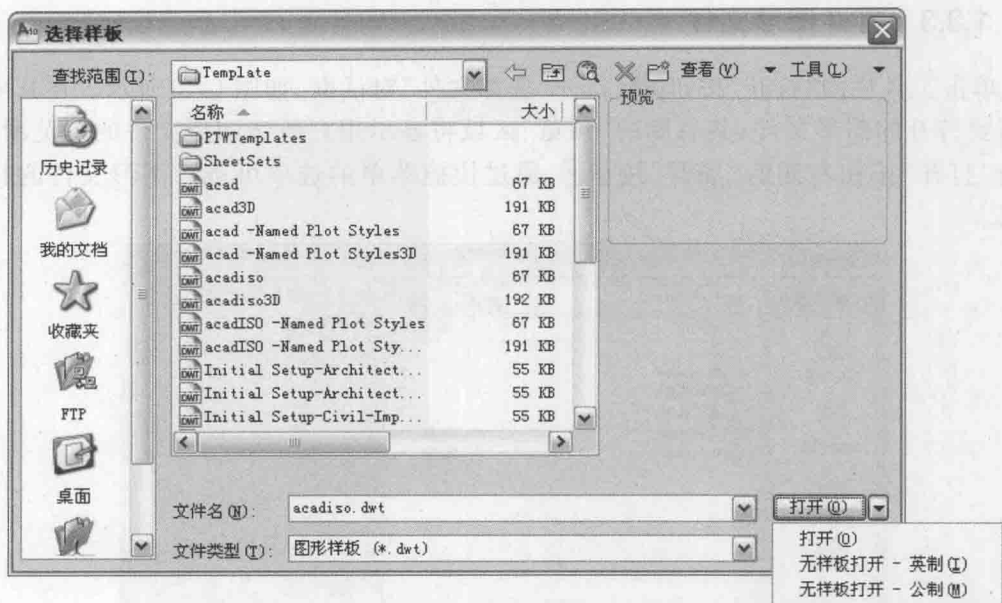 1.3.3
选择样板
查找范围(I): Template 查看(V) 工具(L)
历史记录
我的文档
收藏夹
FTP
桌面
名称 大小
PTWTemplates
SheetSets
acad 67 KB
acad3D 191 KB
acad -Named Plot Styles 67 KB
acad -Named Plot Styles3D 191 KB
acadiso 67 KB
acadiso3D 192 KB
acadISO -Named Plot Styles 67 KB
acadISO -Named Plot Sty... 191 KB
Initial Setup-Architect... 55 KB
Initial Setup-Architect... 55 KB
Initial Setup-Civil-Imp... 55 KB
预览
文件名(N): acadiso.dwt 打开(O)
文件类型(T): 图形样板 (*.dwt)
打开(O)
无样板打开 - 英制(I)
无样板打开 - 公制(M)